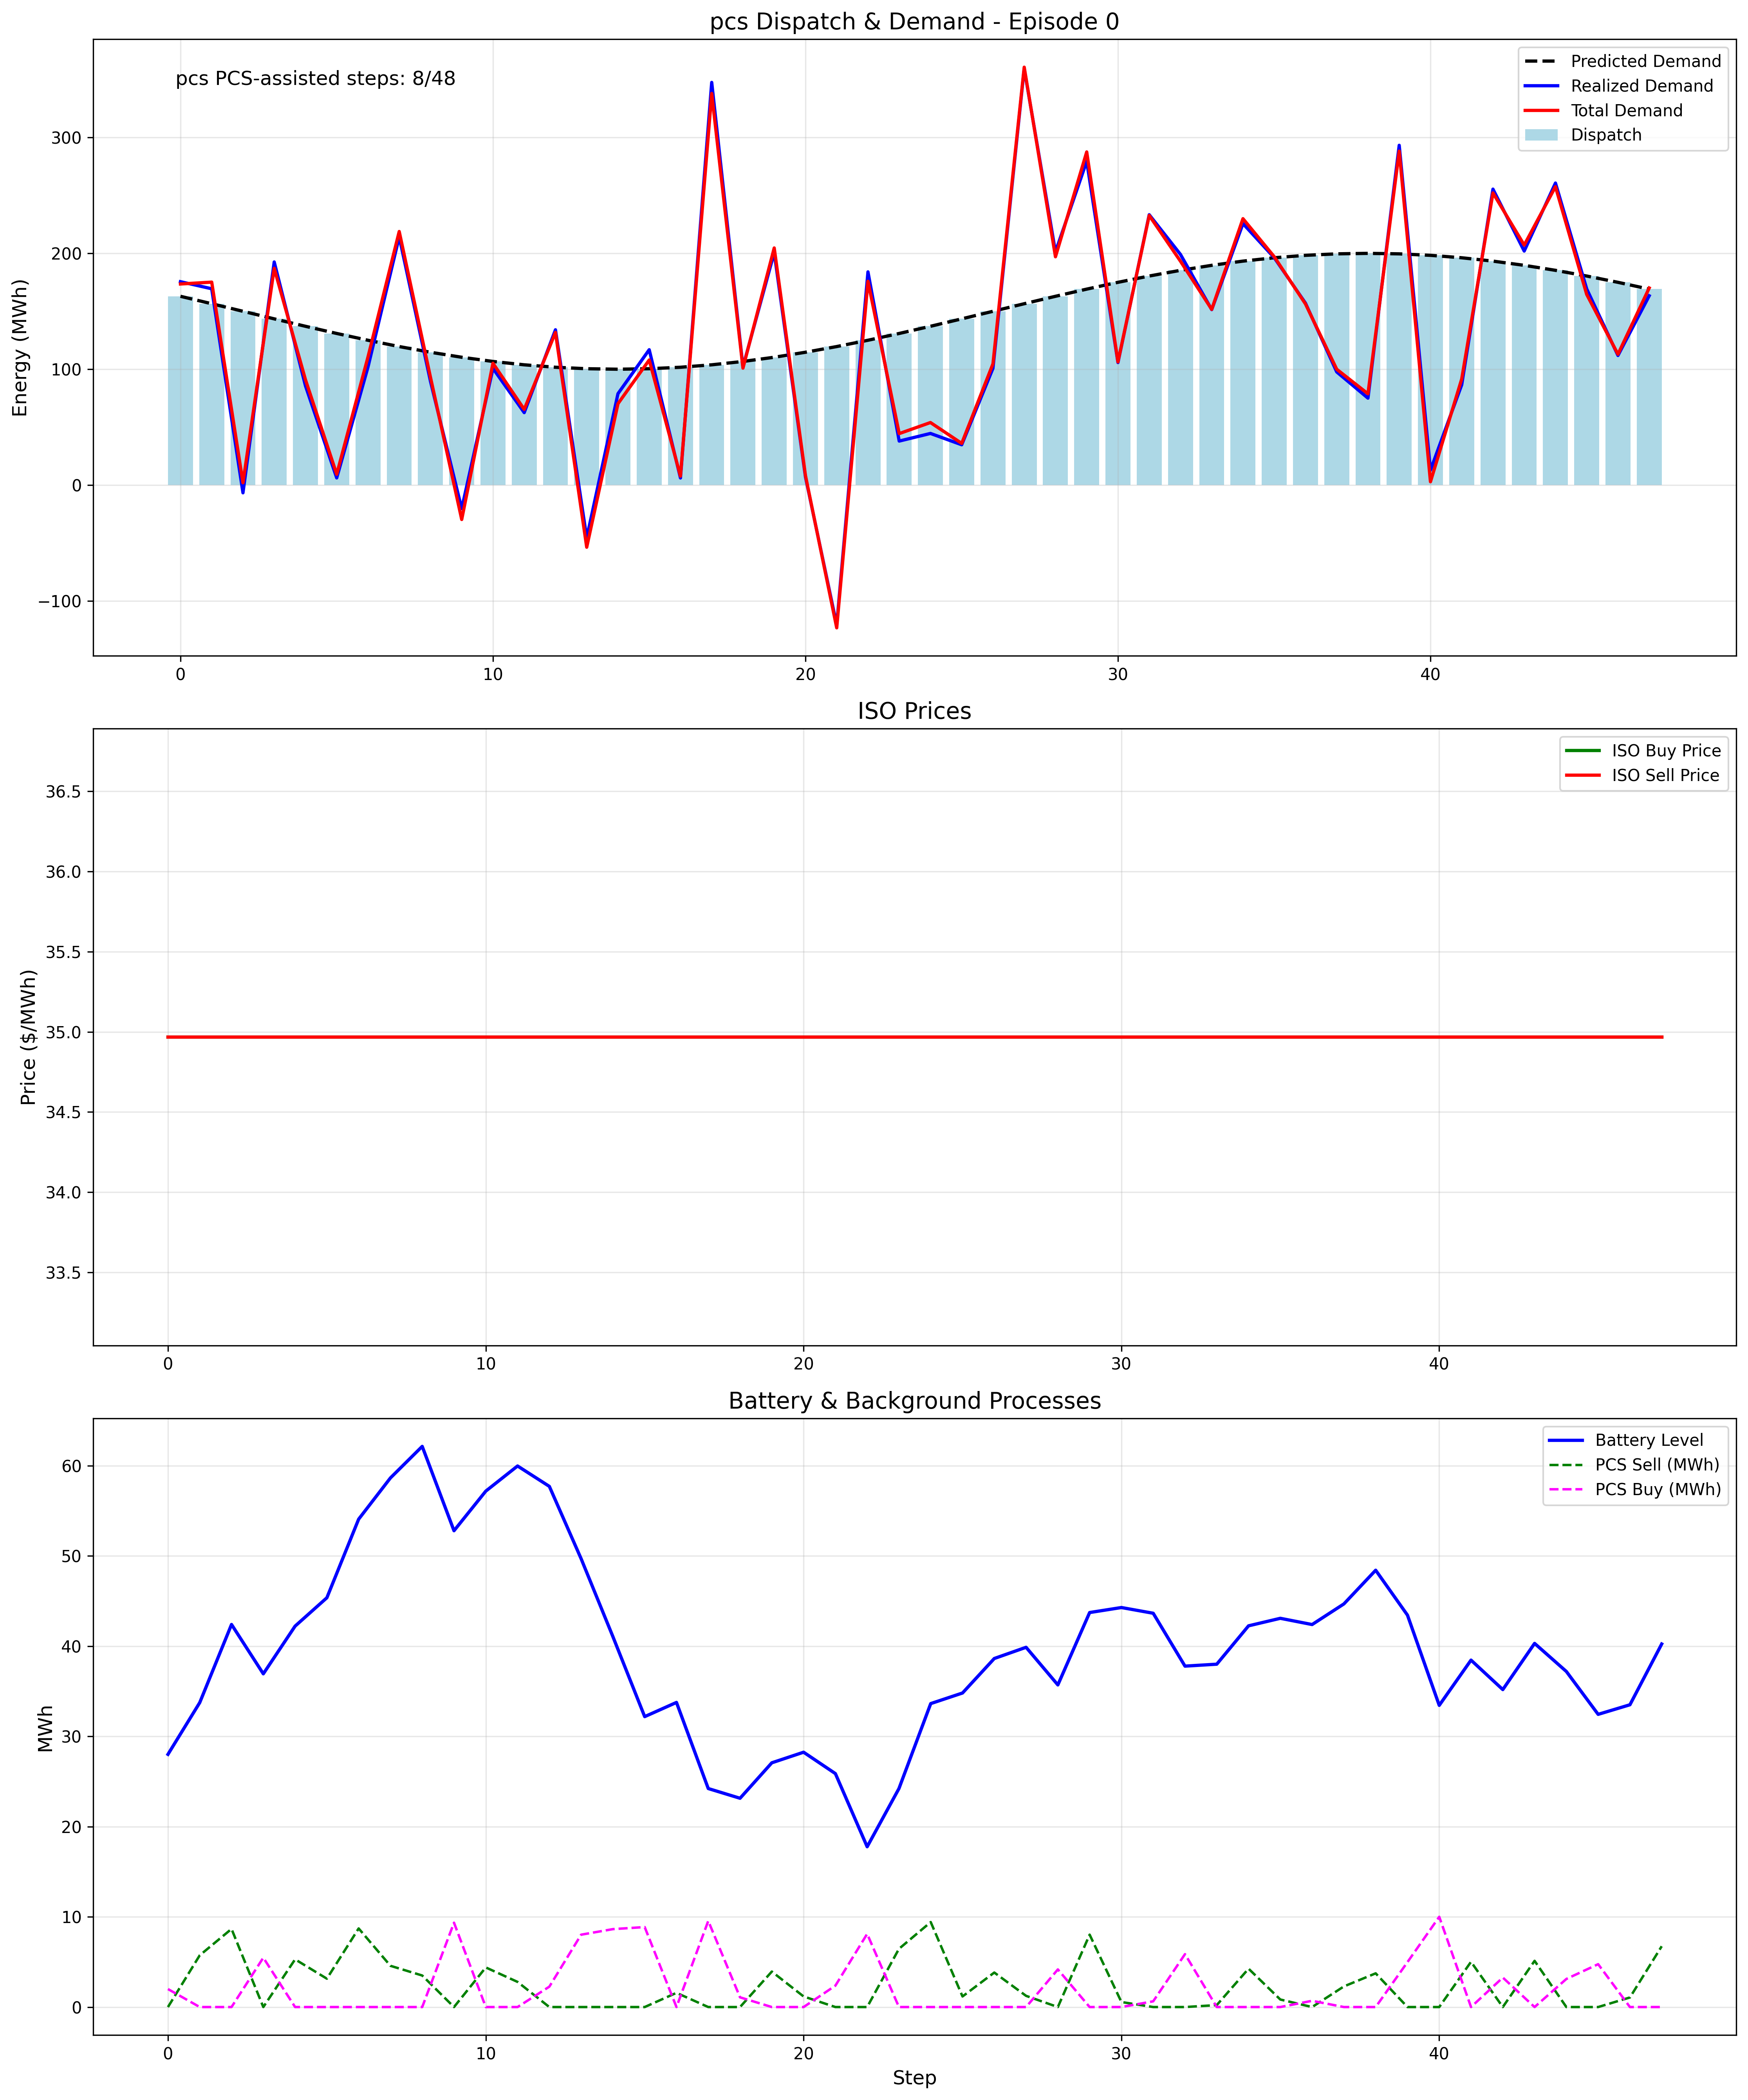 pcs Dispatch & Demand - Episode 0
pcs PCS-assisted steps: 8/48
Predicted Demand
Realized Demand
Total Demand
Dispatch
Energy (MWh)
300
200
100
0
−100
0 10 20 30 40
ISO Prices
ISO Buy Price
ISO Sell Price
Price ($/MWh)
36.5
36.0
35.5
35.0
34.5
34.0
33.5
0 10 20 30 40
Battery & Background Processes
Battery Level
PCS Sell (MWh)
PCS Buy (MWh)
MWh
60
50
40
30
20
10
0
0 10 20 30 40
Step